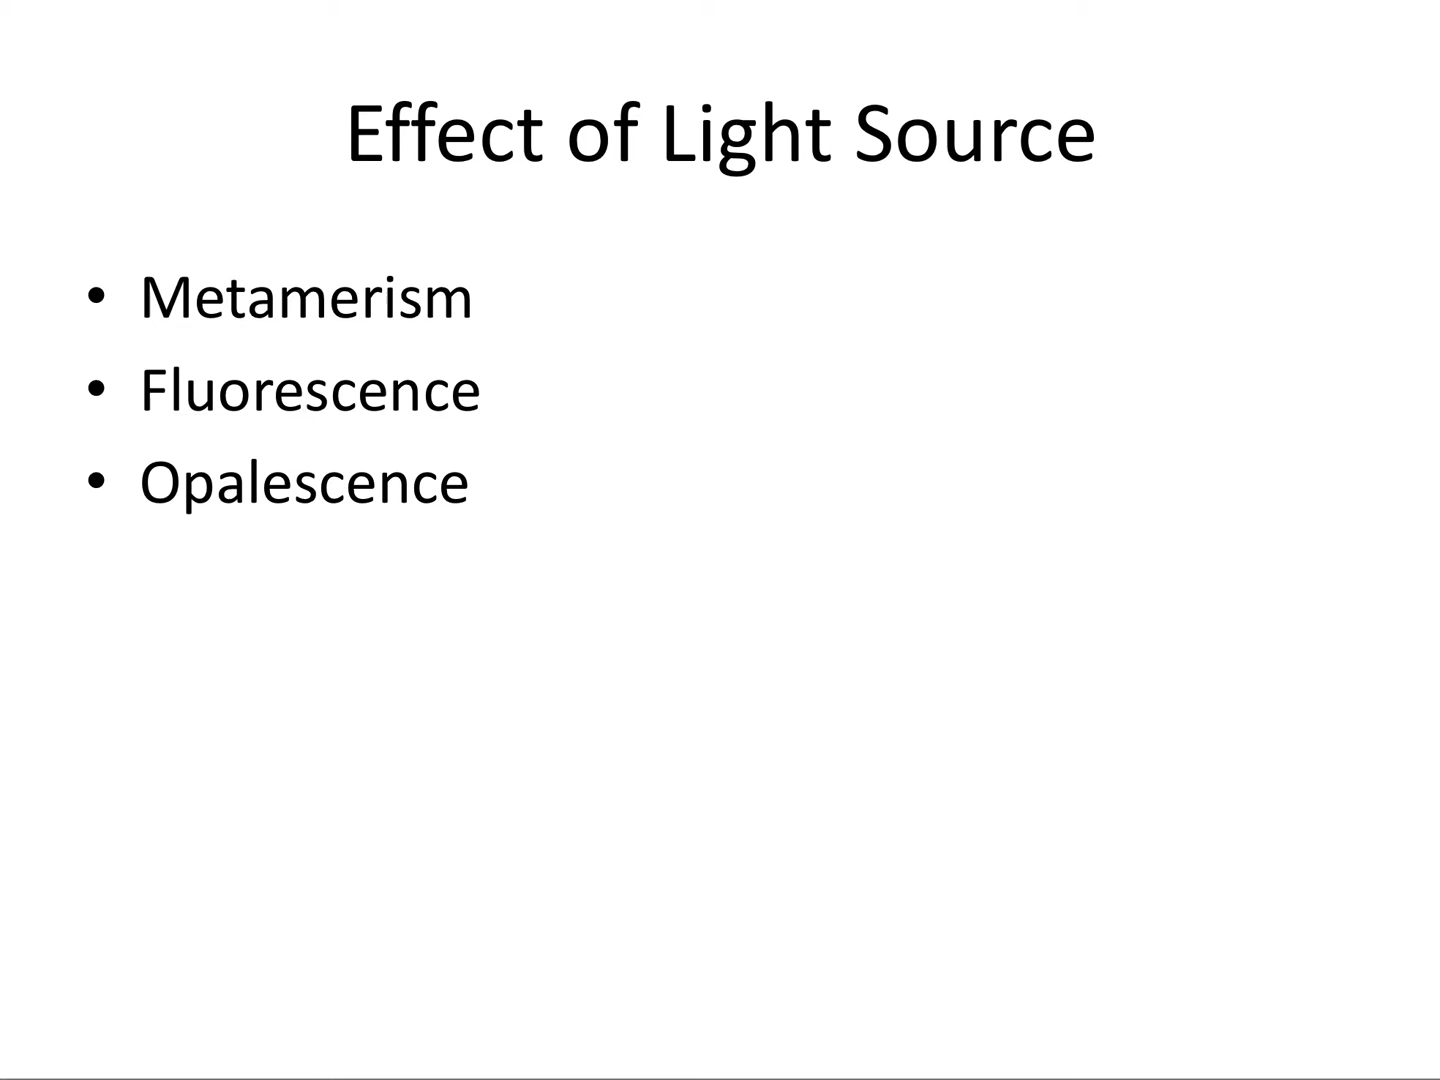 Effect of Light Source
• Metamerism
• Fluorescence
• Opalescence